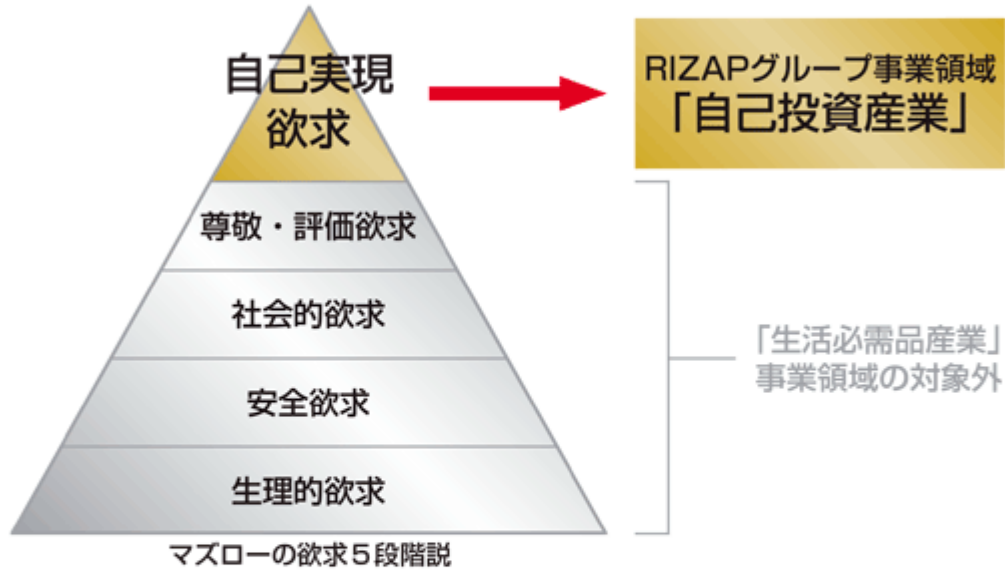 自己実現
欲求
RIZAPグループ事業領域
「自己投資産業」
尊敬・評価欲求
社会的欲求
安全欲求
生理的欲求
「生活必需品産業」
事業領域の対象外
マズローの欲求5段階説